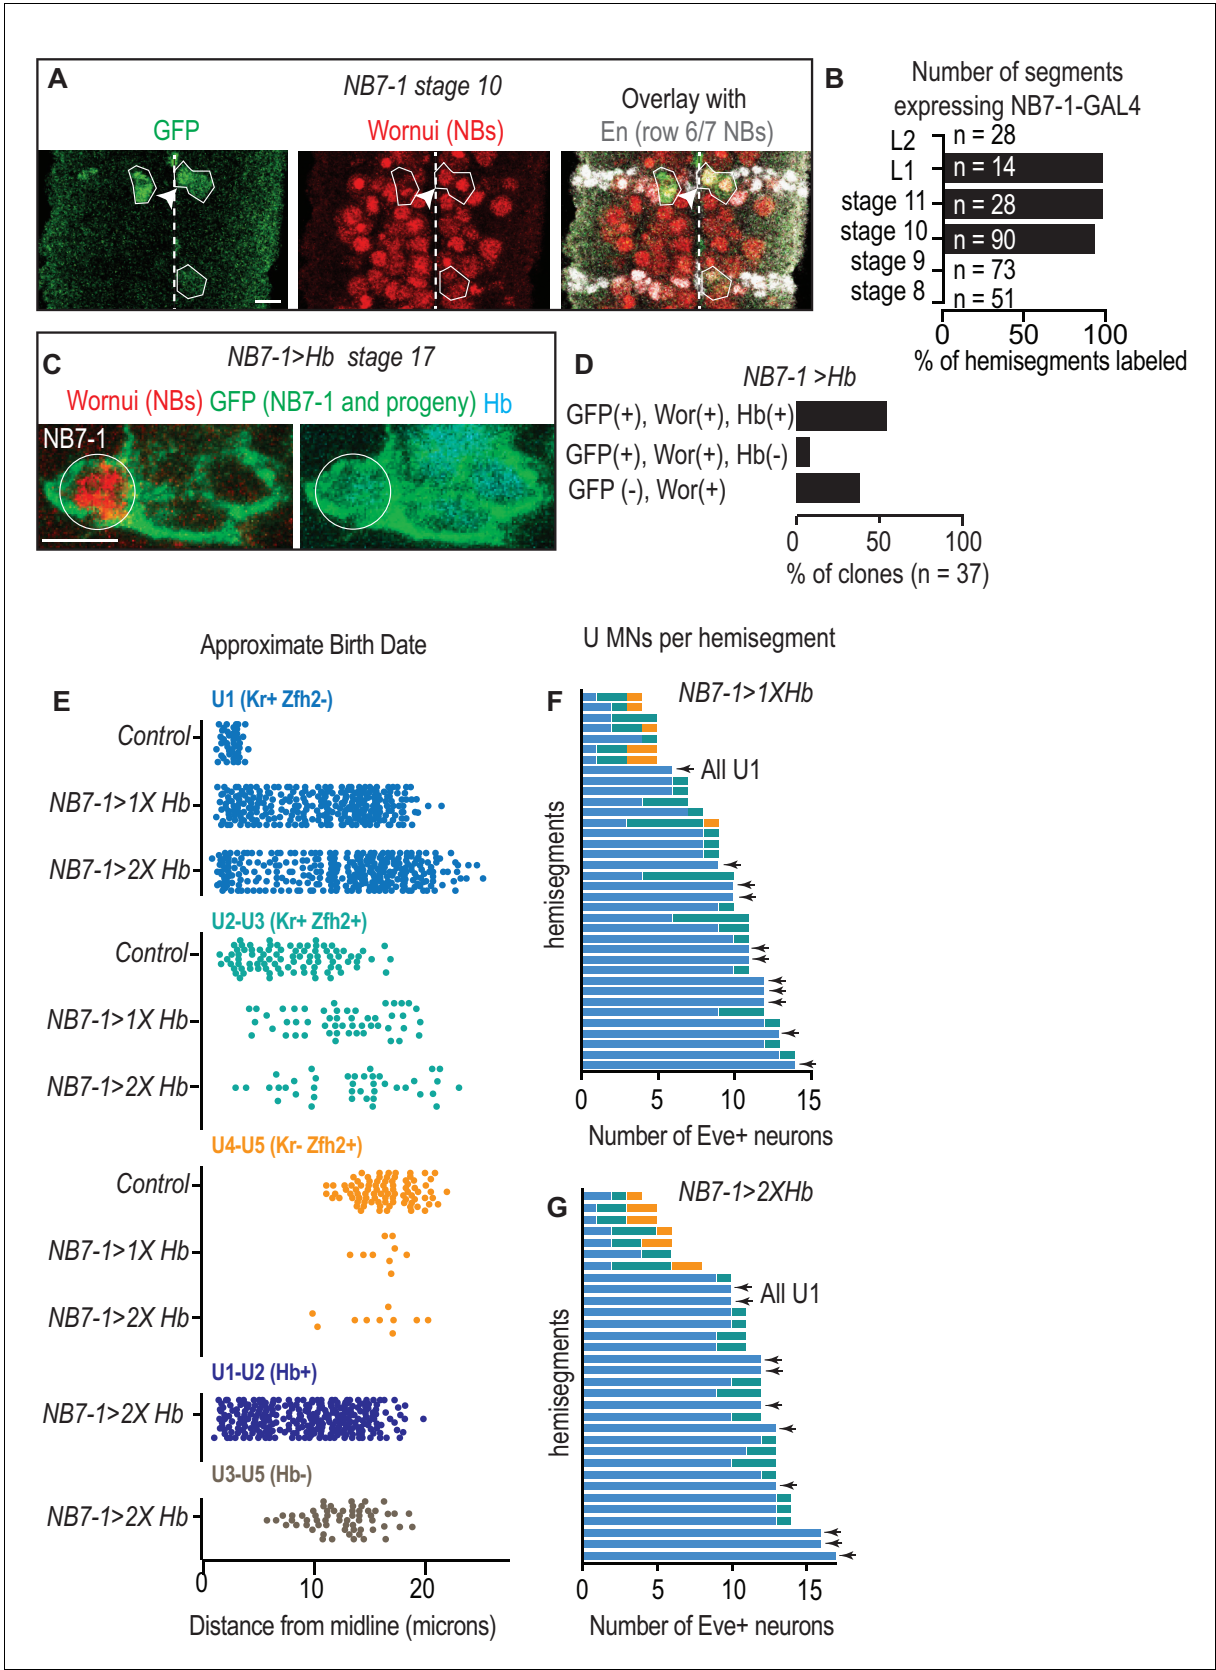 A
NB7-1 stage 10
GFP
Wornui (NBs)
Overlay with
En (row 6/7 NBs)
B
Number of segments
expressing NB7-1-GAL4
L2
n = 28
L1
n = 14
stage 11
n = 28
stage 10
n = 90
stage 9
n = 73
stage 8
n = 51
0 50 100
% of hemisegments labeled
C
NB7-1>Hb stage 17
Wornui (NBs) GFP (NB7-1 and progeny) Hb
NB7-1
D
NB7-1 >Hb
GFP(+), Wor(+), Hb(+)
GFP(+), Wor(+), Hb(-)
GFP (-), Wor(+)
0 50 100
% of clones (n = 37)
E
Approximate Birth Date
U1 (Kr+ Zfh2-)
Control
NB7-1>1X Hb
NB7-1>2X Hb
U2-U3 (Kr+ Zfh2+)
Control
NB7-1>1X Hb
NB7-1>2X Hb
U4-U5 (Kr- Zfh2+)
Control
NB7-1>1X Hb
NB7-1>2X Hb
U1-U2 (Hb+)
NB7-1>2X Hb
U3-U5 (Hb-)
NB7-1>2X Hb
0 10 20
Distance from midline (microns)
U MNs per hemisegment
F
NB7-1>1XHb
All U1
hemisegments
0 5 10 15
Number of Eve+ neurons
G
NB7-1>2XHb
All U1
hemisegments
0 5 10 15
Number of Eve+ neurons